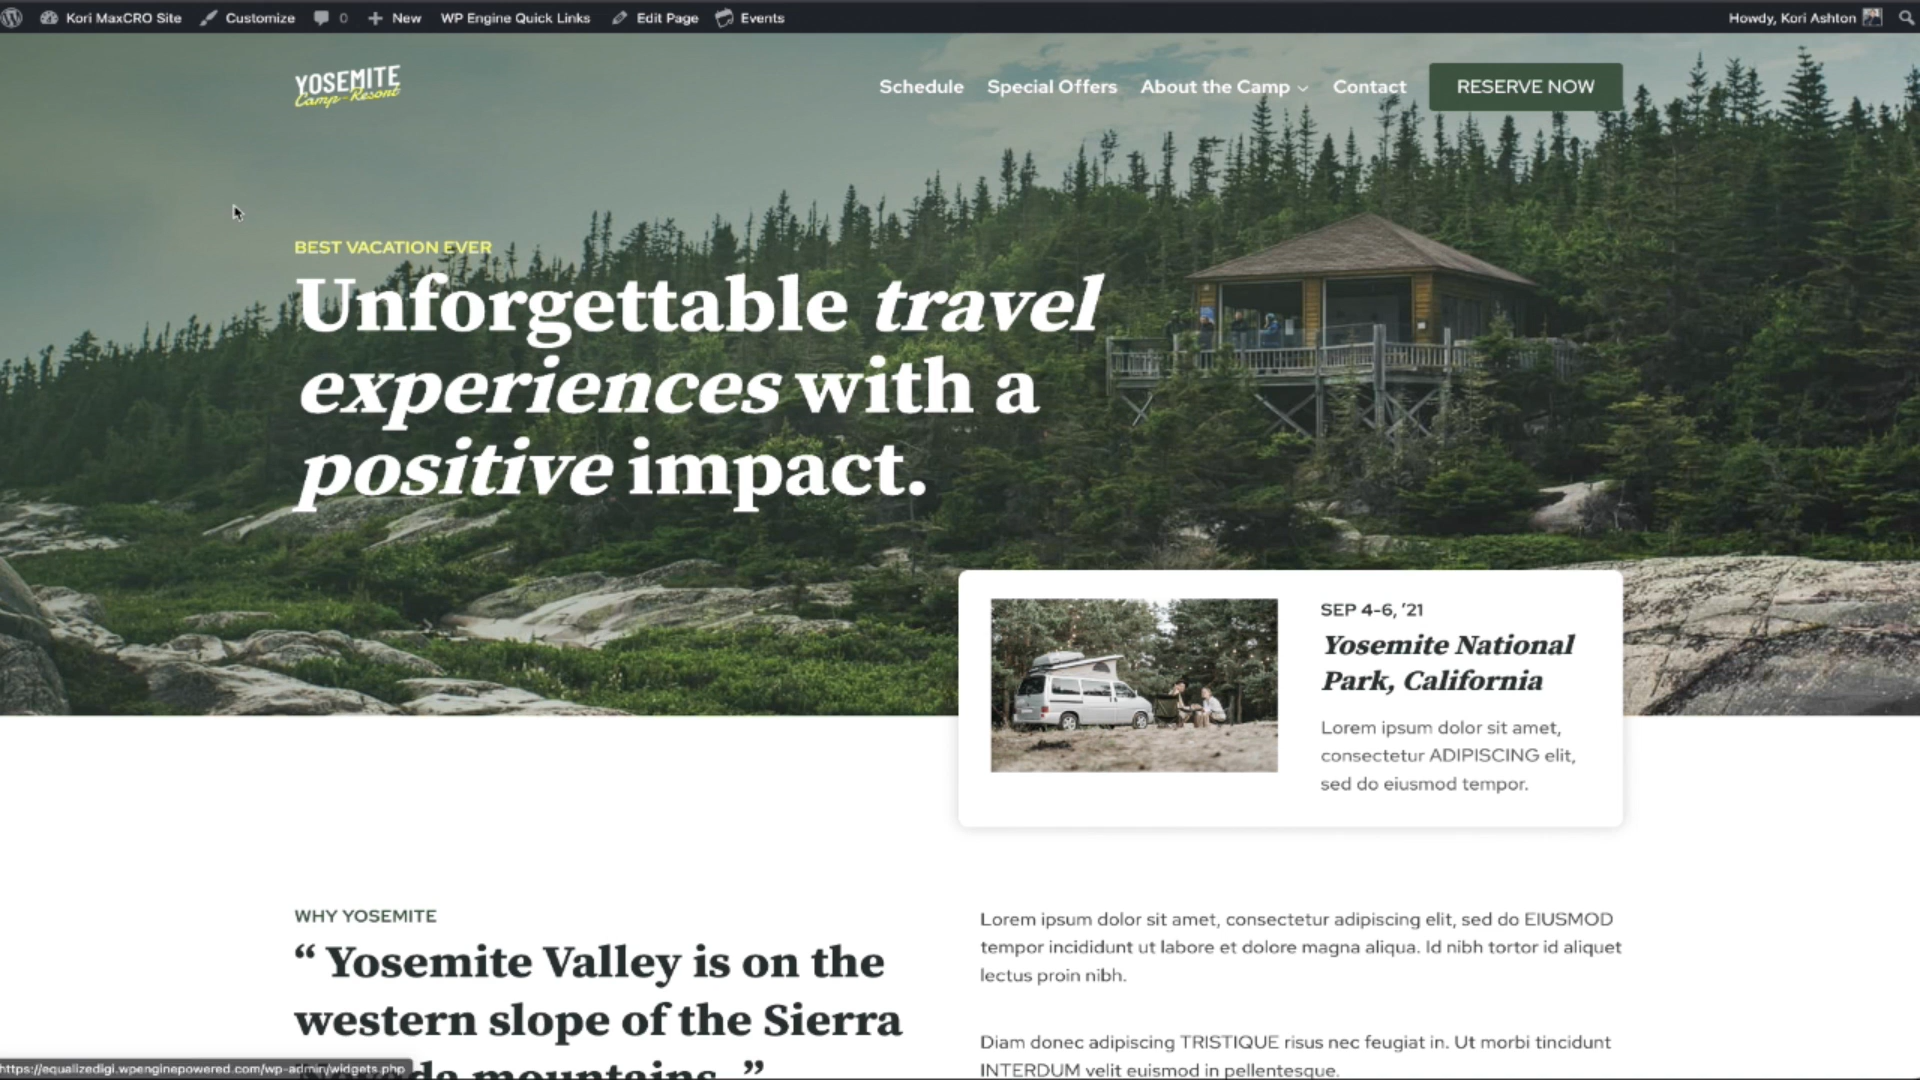 Kori MaxCRO Site Customize 0 New WP Engine Quick Links Edit Page Events Howdy, Kori Ashton
YOSEMITE
Camp-Resort
Schedule Special Offers About the Camp Contact RESERVE NOW
BEST VACATION EVER
Unforgettable travel
experiences with a
positive impact.
SEP 4-6, '21
Yosemite National
Park, California
Lorem ipsum dolor sit amet,
consectetur ADIPISCING elit,
sed do eiusmod tempor.
WHY YOSEMITE
“ Yosemite Valley is on the
western slope of the Sierra
Nevada mountains. ”
Lorem ipsum dolor sit amet, consectetur adipiscing elit, sed do EIUSMOD
tempor incididunt ut labore et dolore magna aliqua. Id nibh tortor id aliquet
lectus proin nibh.
Diam donec adipiscing TRISTIQUE risus nec feugiat in. Ut morbi tincidunt
INTERDUM velit euismod in pellentesque.
https://equalizedigi.wpenginepowered.com/wp-admin/widgets.php